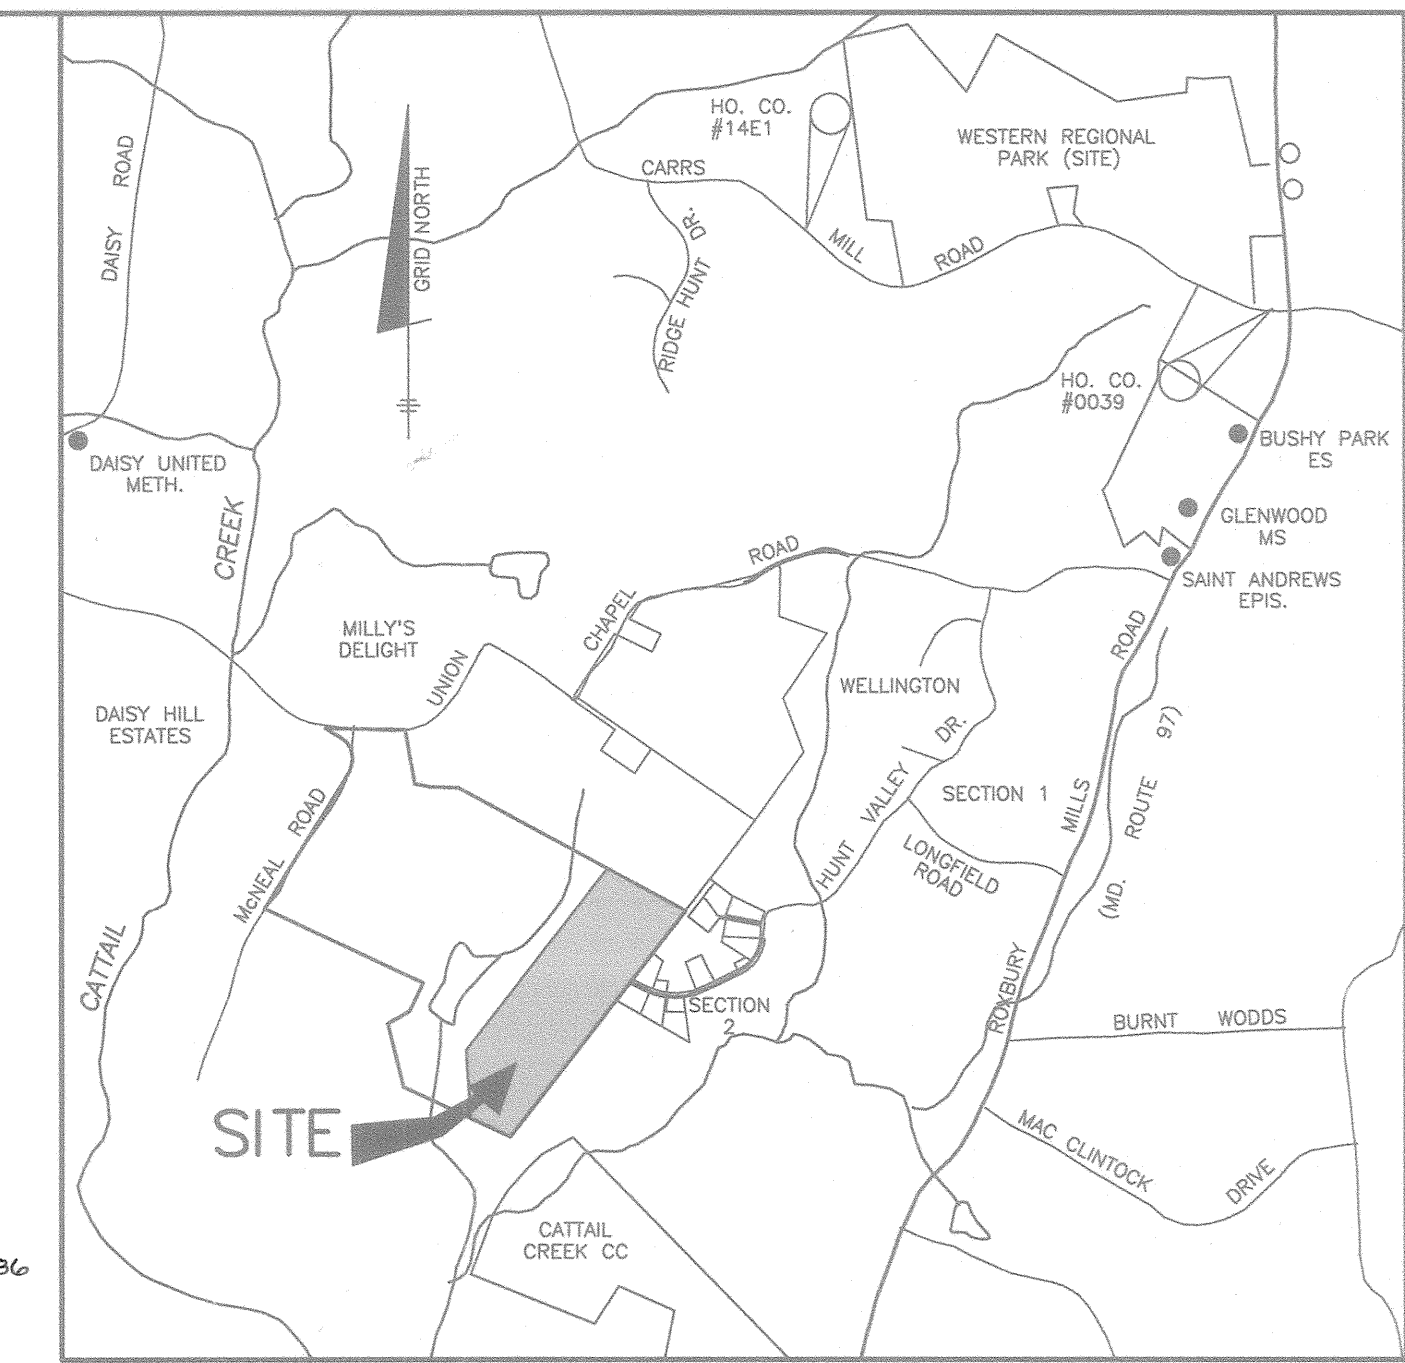 HO. CO.
#14E1
WESTERN REGIONAL
PARK (SITE)
CARRS
MILL
ROAD
DAISY ROAD
GRID NORTH
RIDGE HUNT DR.
HO. CO.
#0039
BUSHY PARK
ES
DAISY UNITED
METH.
GLENWOOD
MS
CREEK
ROAD
SAINT ANDREWS
EPIS.
CHAPEL
MILLY'S
DELIGHT
UNION
ROAD
WELLINGTON
DAISY HILL
ESTATES
DR.
97)
SECTION 1
VALLEY
MILLS
ROUTE
McNEAL ROAD
HUNT
LONGFIELD
ROAD
(MD.
CATTAIL
ROXBURY
SECTION
2
BURNT WODDS
SITE
MAC CLINTOCK
DRIVE
CATTAIL
CREEK CC
36